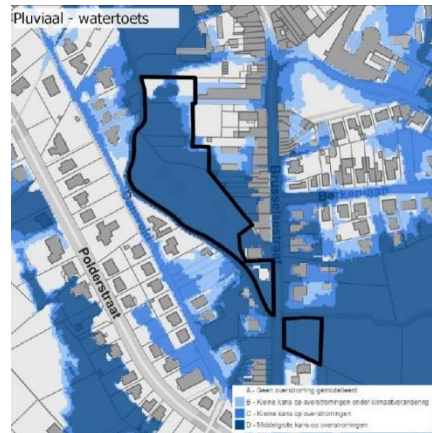 Pluviaal - watertoets
Polderstraat
Brusselsestraat
Berkenlaan
A - Geen overstroming gemodelleerd
B - Kleine kans op overstromingen onder klimaatverandering
C - Kleine kans op overstromingen
D - Middelgrote kans op overstromingen